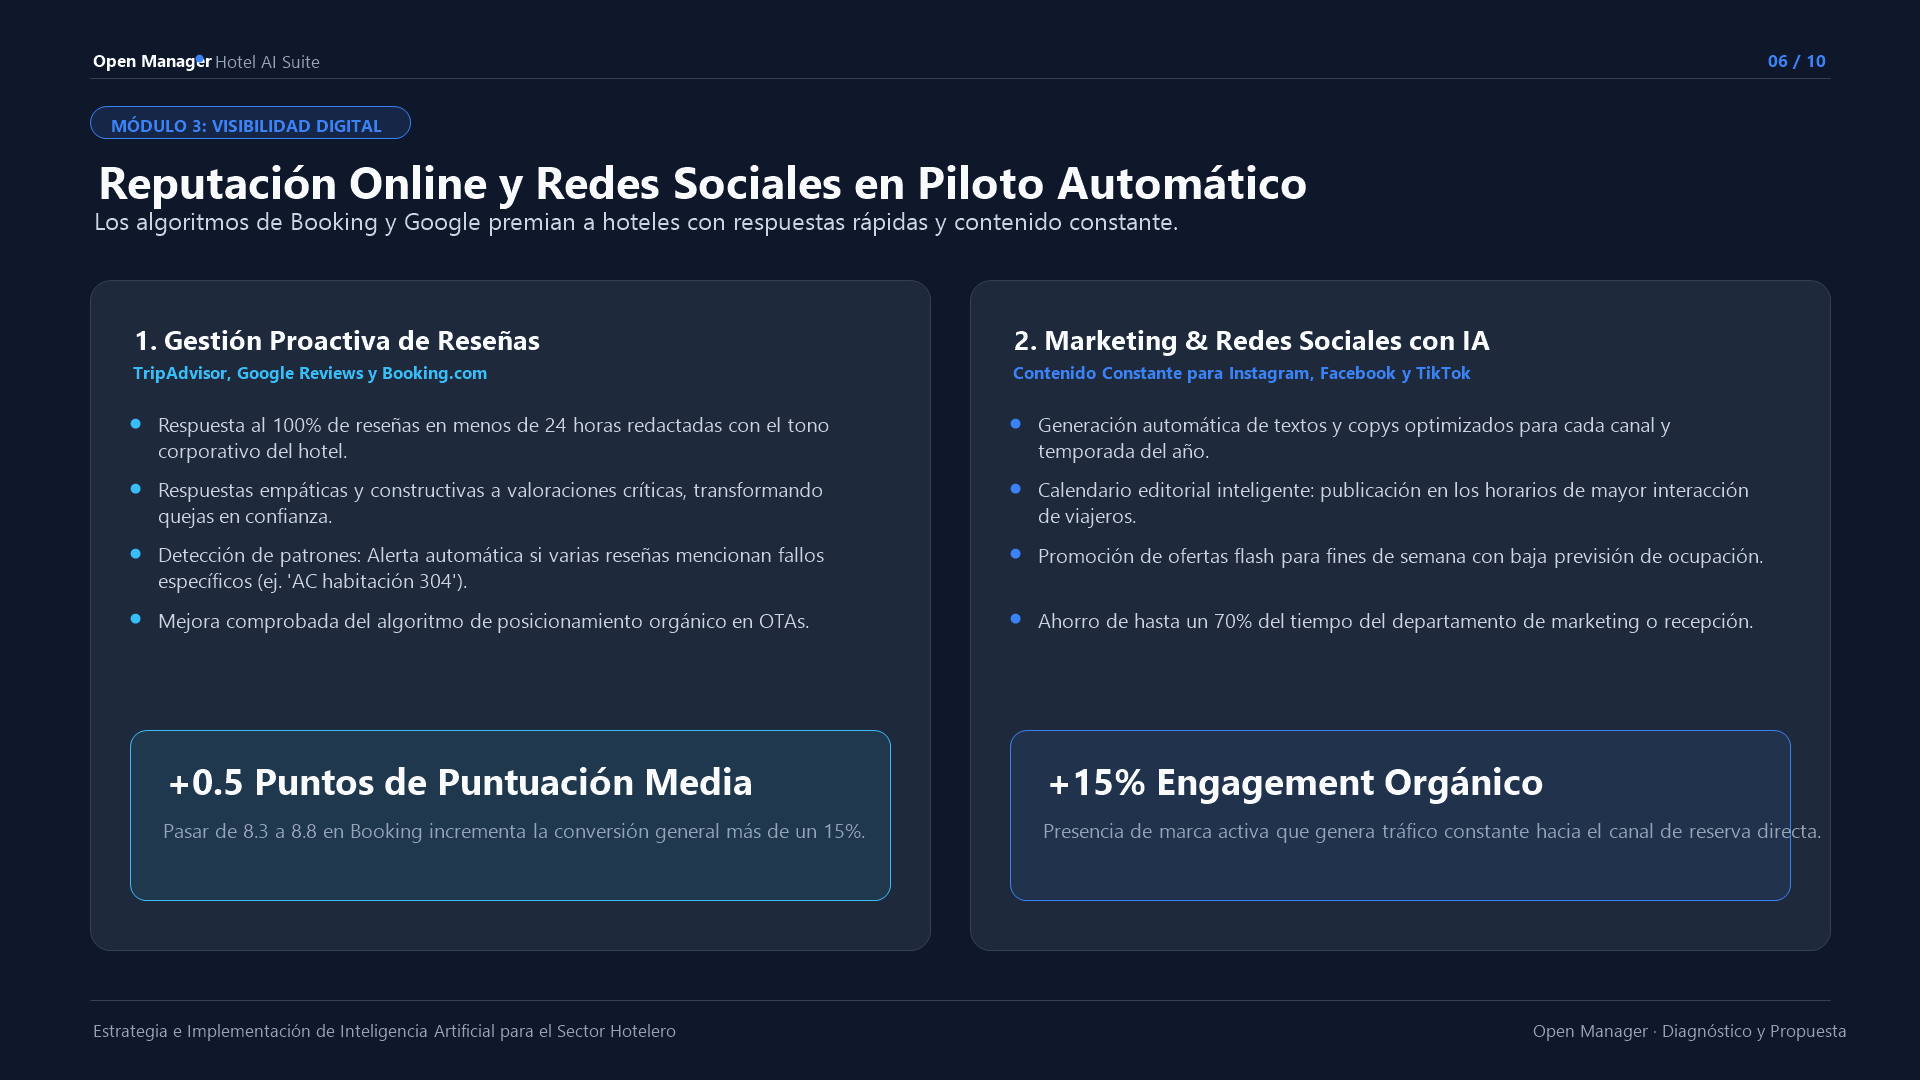 Open Manager Hotel AI Suite
06 / 10
MÓDULO 3: VISIBILIDAD DIGITAL
Reputación Online y Redes Sociales en Piloto Automático
Los algoritmos de Booking y Google premian a hoteles con respuestas rápidas y contenido constante.
1. Gestión Proactiva de Reseñas
TripAdvisor, Google Reviews y Booking.com
Respuesta al 100% de reseñas en menos de 24 horas redactadas con el tono
corporativo del hotel.
Respuestas empáticas y constructivas a valoraciones críticas, transformando
quejas en confianza.
Detección de patrones: Alerta automática si varias reseñas mencionan fallos
específicos (ej. 'AC habitación 304').
Mejora comprobada del algoritmo de posicionamiento orgánico en OTAs.
+0.5 Puntos de Puntuación Media
Pasar de 8.3 a 8.8 en Booking incrementa la conversión general más de un 15%.
2. Marketing & Redes Sociales con IA
Contenido Constante para Instagram, Facebook y TikTok
Generación automática de textos y copys optimizados para cada canal y
temporada del año.
Calendario editorial inteligente: publicación en los horarios de mayor interacción
de viajeros.
Promoción de ofertas flash para fines de semana con baja previsión de ocupación.
Ahorro de hasta un 70% del tiempo del departamento de marketing o recepción.
+15% Engagement Orgánico
Presencia de marca activa que genera tráfico constante hacia el canal de reserva directa.
Estrategia e Implementación de Inteligencia Artificial para el Sector Hotelero
Open Manager · Diagnóstico y Propuesta